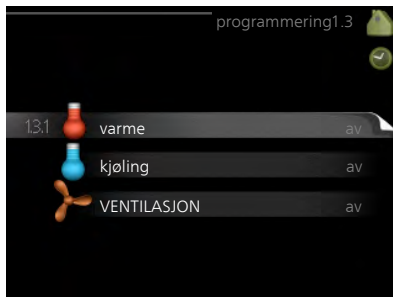 programmering1.3
1.3.1 varme av
kjøling av
VENTILASJON av